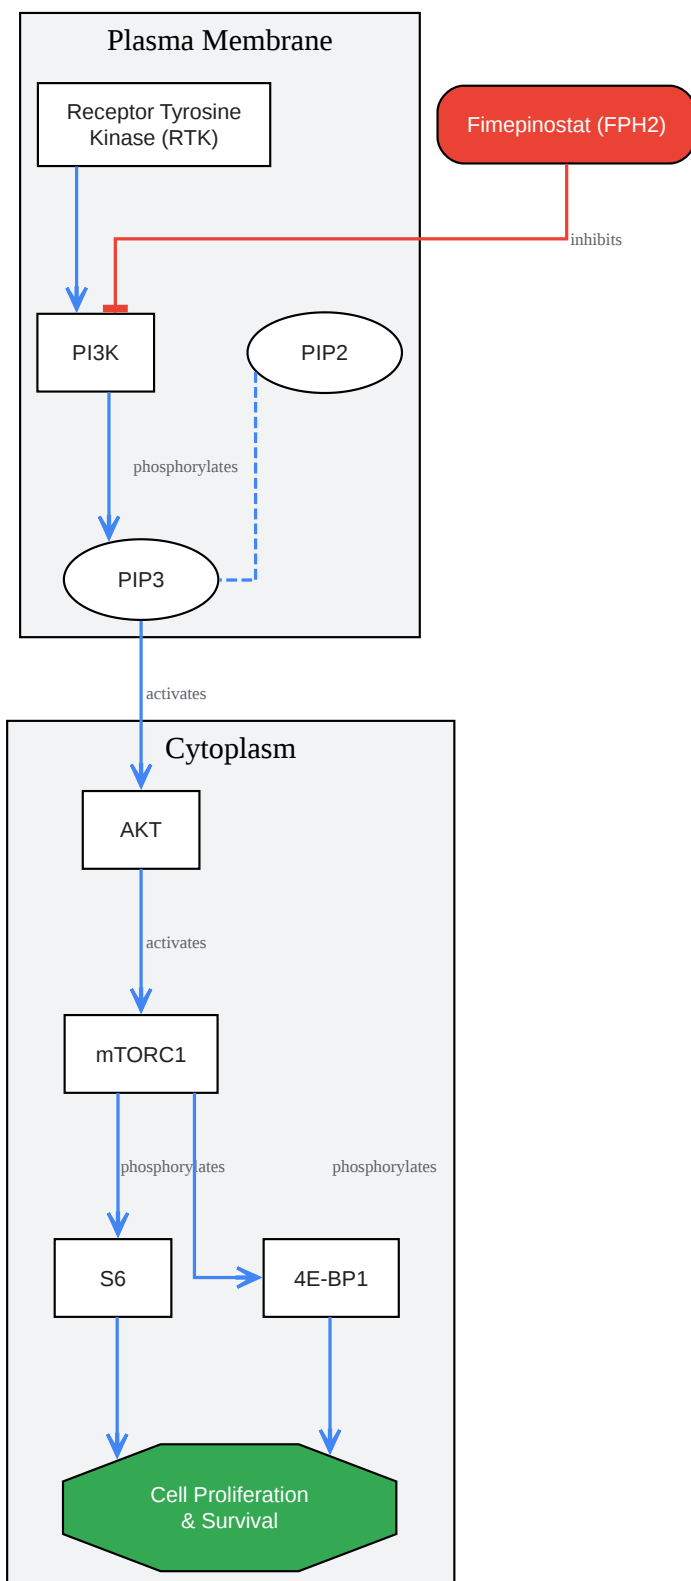 Plasma Membrane
Receptor Tyrosine
Kinase (RTK)
Fimepinostat (FPH2)
inhibits
PI3K
PIP2
phosphorylates
PIP3
activates
Cytoplasm
AKT
activates
mTORC1
phosphorylates
phosphorylates
S6
4E-BP1
Cell Proliferation
& Survival